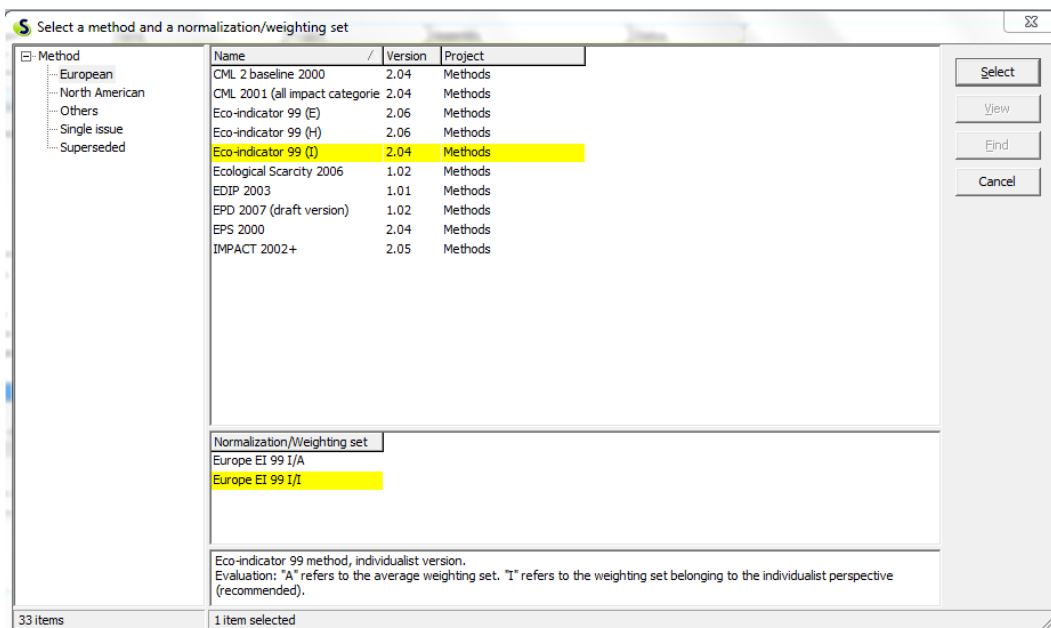 Select a method and a normalization/weighting set
Method
European
North American
Others
Single issue
Superseded
Name / Version Project
CML 2 baseline 2000 2.04 Methods
CML 2001 (all impact categorie 2.04 Methods
Eco-indicator 99 (E) 2.06 Methods
Eco-indicator 99 (H) 2.06 Methods
Eco-indicator 99 (I) 2.04 Methods
Ecological Scarcity 2006 1.02 Methods
EDIP 2003 1.01 Methods
EPD 2007 (draft version) 1.02 Methods
EPS 2000 2.04 Methods
IMPACT 2002+ 2.05 Methods
Select
View
Find
Cancel
Normalization/Weighting set
Europe EI 99 I/A
Europe EI 99 I/I
Eco-indicator 99 method, individualist version.
Evaluation: "A" refers to the average weighting set. "I" refers to the weighting set belonging to the individualist perspective
(recommended).
33 items
1 item selected